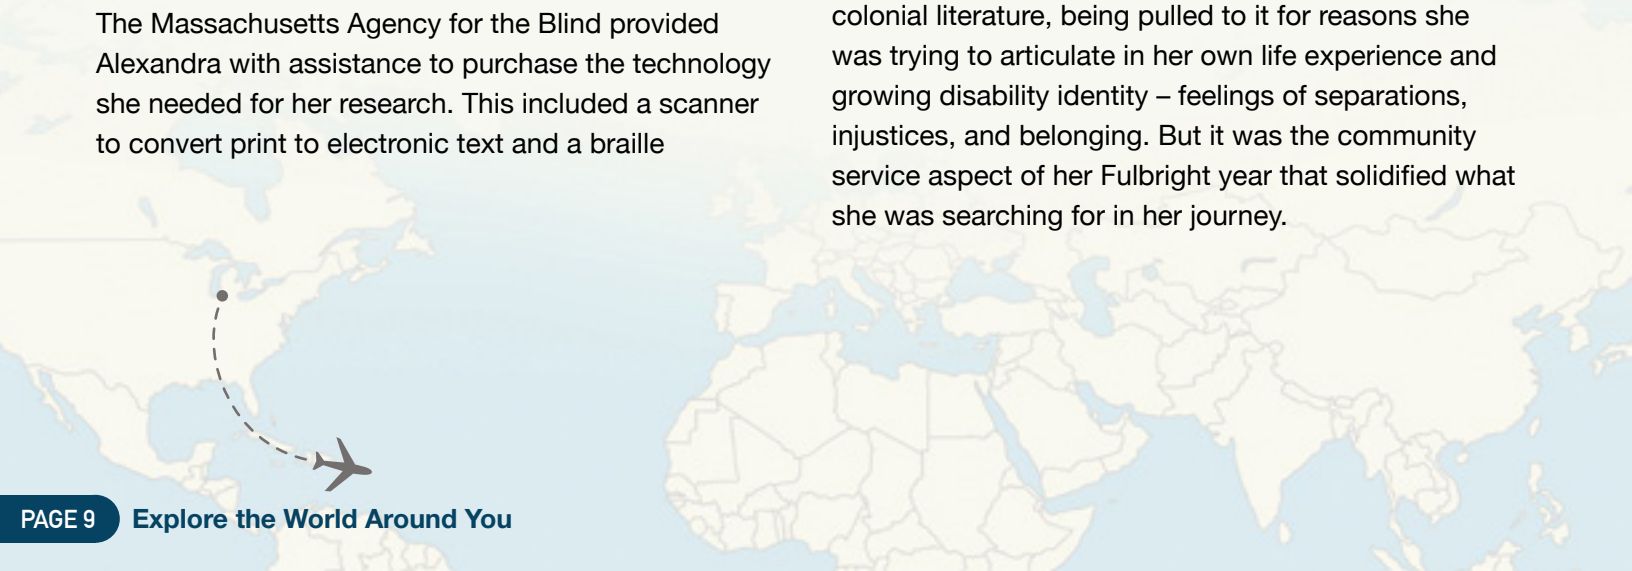 The Massachusetts Agency for the Blind provided
Alexandra with assistance to purchase the technology
she needed for her research. This included a scanner
to convert print to electronic text and a braille
colonial literature, being pulled to it for reasons she
was trying to articulate in her own life experience and
growing disability identity – feelings of separations,
injustices, and belonging. But it was the community
service aspect of her Fulbright year that solidified what
she was searching for in her journey.
PAGE 9 Explore the World Around You